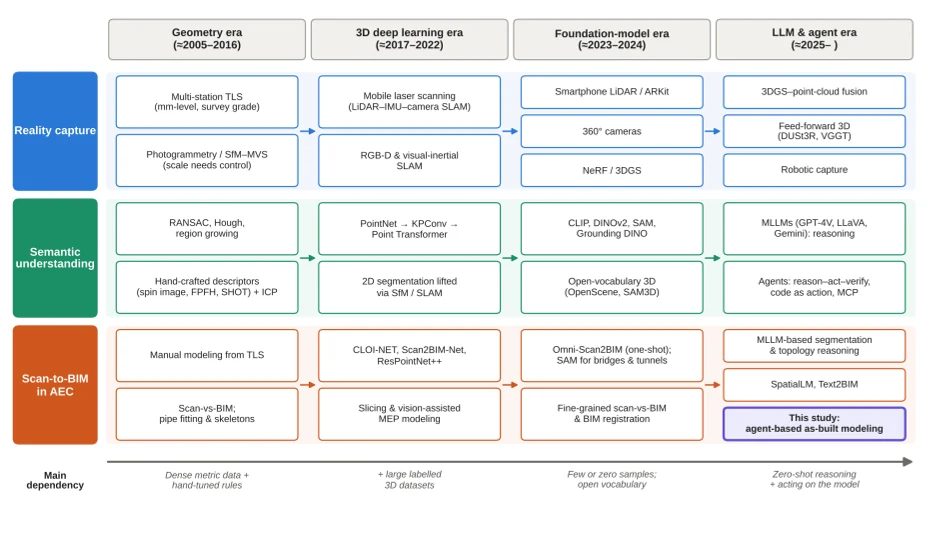 Geometry era
(≈2005–2016)
3D deep learning era
(≈2017–2022)
Foundation-model era
(≈2023–2024)
LLM & agent era
(≈2025– )
Reality capture
Multi-station TLS
(mm-level, survey grade)
Photogrammetry / SfM–MVS
(scale needs control)
Mobile laser scanning
(LiDAR–IMU–camera SLAM)
RGB-D & visual-inertial
SLAM
Smartphone LiDAR / ARKit
360° cameras
NeRF / 3DGS
3DGS–point-cloud fusion
Feed-forward 3D
(DUSt3R, VGGT)
Robotic capture
Semantic
understanding
RANSAC, Hough,
region growing
Hand-crafted descriptors
(spin image, FPFH, SHOT) + ICP
PointNet → KPConv →
Point Transformer
2D segmentation lifted
via SfM / SLAM
CLIP, DINOv2, SAM,
Grounding DINO
Open-vocabulary 3D
(OpenScene, SAM3D)
MLLMs (GPT-4V, LLaVA,
Gemini): reasoning
Agents: reason–act–verify,
code as action, MCP
Scan-to-BIM
in AEC
Manual modeling from TLS
Scan-vs-BIM;
pipe fitting & skeletons
CLOI-NET, Scan2BIM-Net,
ResPointNet++
Slicing & vision-assisted
MEP modeling
Omni-Scan2BIM (one-shot);
SAM for bridges & tunnels
Fine-grained scan-vs-BIM
& BIM registration
MLLM-based segmentation
& topology reasoning
SpatialLM, Text2BIM
This study:
agent-based as-built modeling
Main
dependency
Dense metric data +
hand-tuned rules
+ large labelled
3D datasets
Few or zero samples;
open vocabulary
Zero-shot reasoning
+ acting on the model